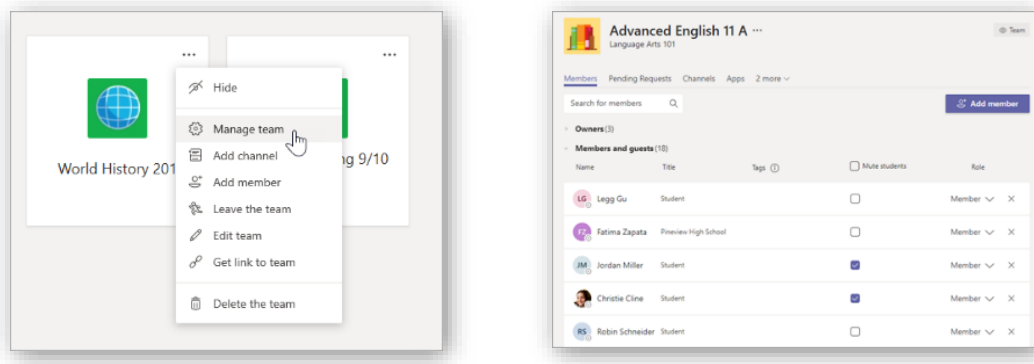 ...
...
Hide
Manage team
Add channel
Add member
Leave the team
Edit team
Get link to team
Delete the team
World History 201
ng 9/10
Advanced English 11 A ...
Language Arts 101
Team
Members Pending Requests Channels Apps 2 more
Search for members
Add member
Owners(3)
Members and guests(18)
Name Title Tags Mute students Role
LG Legg Gu Student Member
FZ Fatima Zapata Pineview High School Member
JM Jordan Miller Student Member
Christie Cline Student Member
RS Robin Schneider Student Member